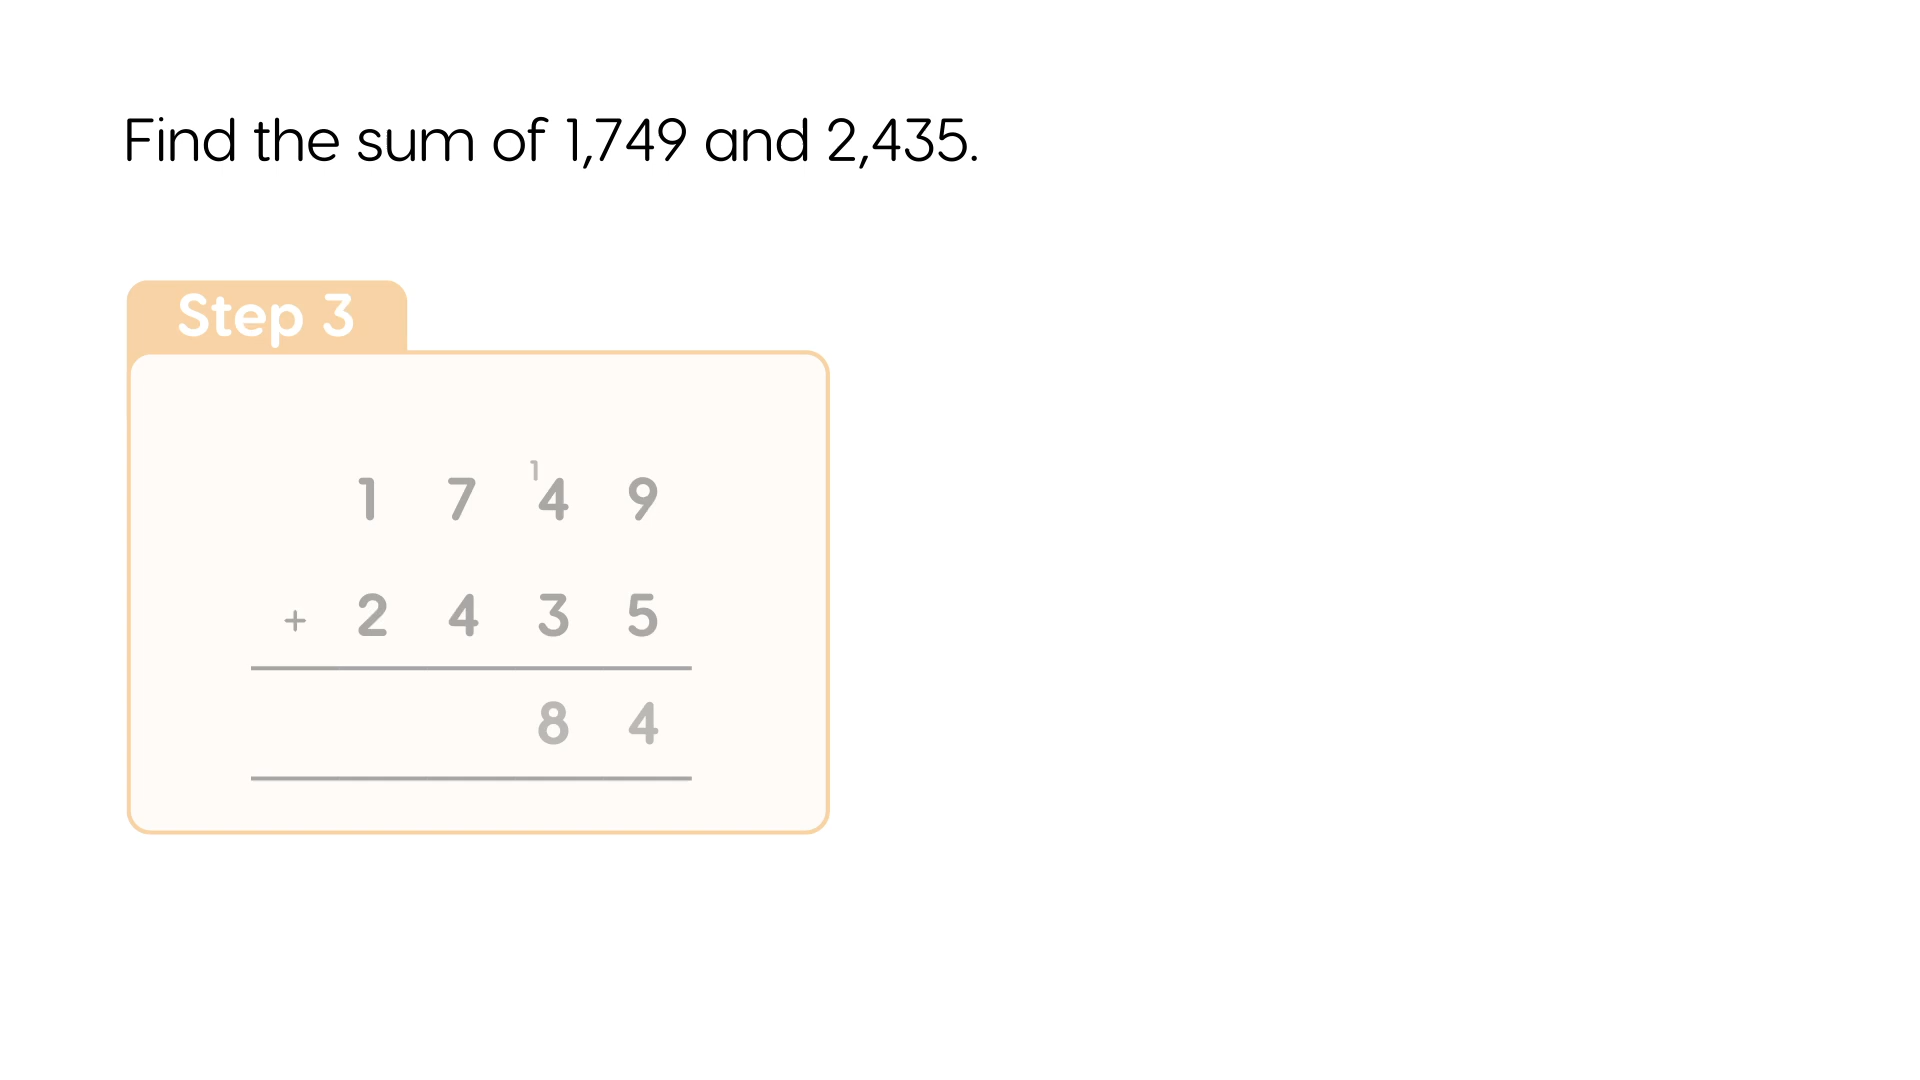 Find the sum of 1,749 and 2,435.
Step 3
1
1 7 4 9
+ 2 4 3 5
8 4